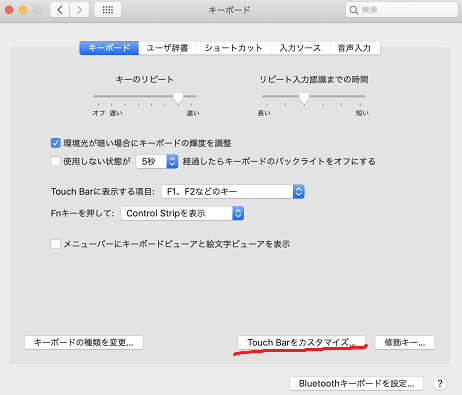 キーボード
検索
キーボード ユーザ辞書 ショートカット 入力ソース 音声入力
キーのリピート リピート入力認識までの時間
オフ 遅い 速い 長い 短い
環境光が暗い場合にキーボードの輝度を調整
使用しない状態が 5秒 経過したらキーボードのバックライトをオフにする
Touch Barに表示する項目: F1、F2などのキー
Fnキーを押して: Control Stripを表示
メニューバーにキーボードビューアと絵文字ビューアを表示
キーボードの種類を変更... Touch Barをカスタマイズ... 修飾キー...
Bluetoothキーボードを設定... ?